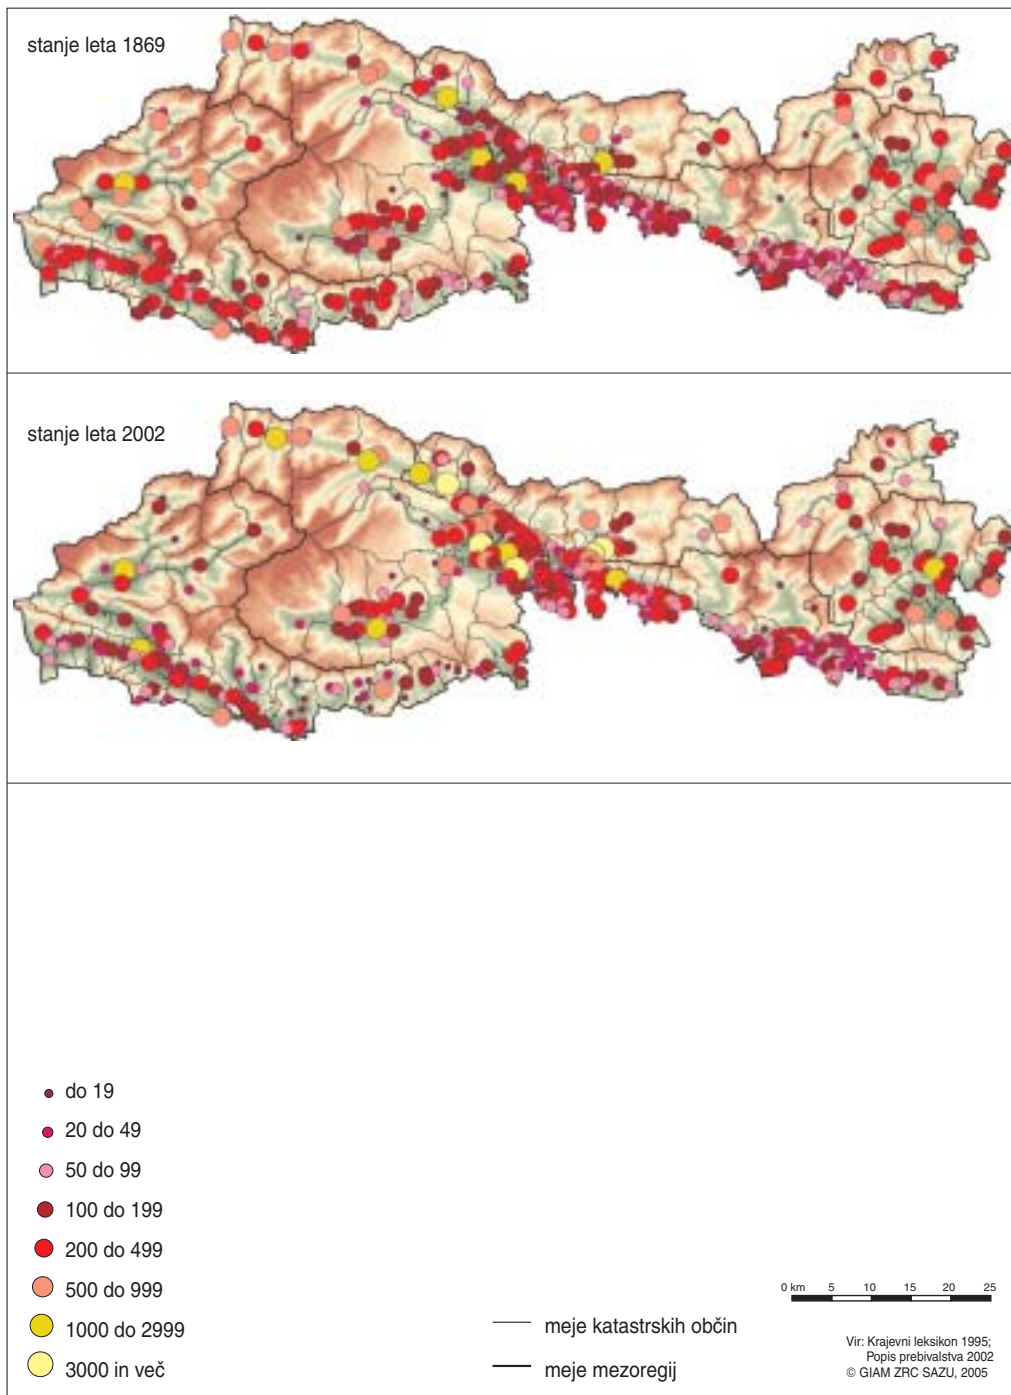 stanje leta 1869
stanje leta 2002
do 19
20 do 49
50 do 99
100 do 199
200 do 499
500 do 999
1000 do 2999
3000 in več
meje katastrskih občin
meje mezoregij
0 km 5 10 15 20 25
Vir: Krajevni leksikon 1995;
Popis prebivalstva 2002
© GIAM ZRC SAZU, 2005